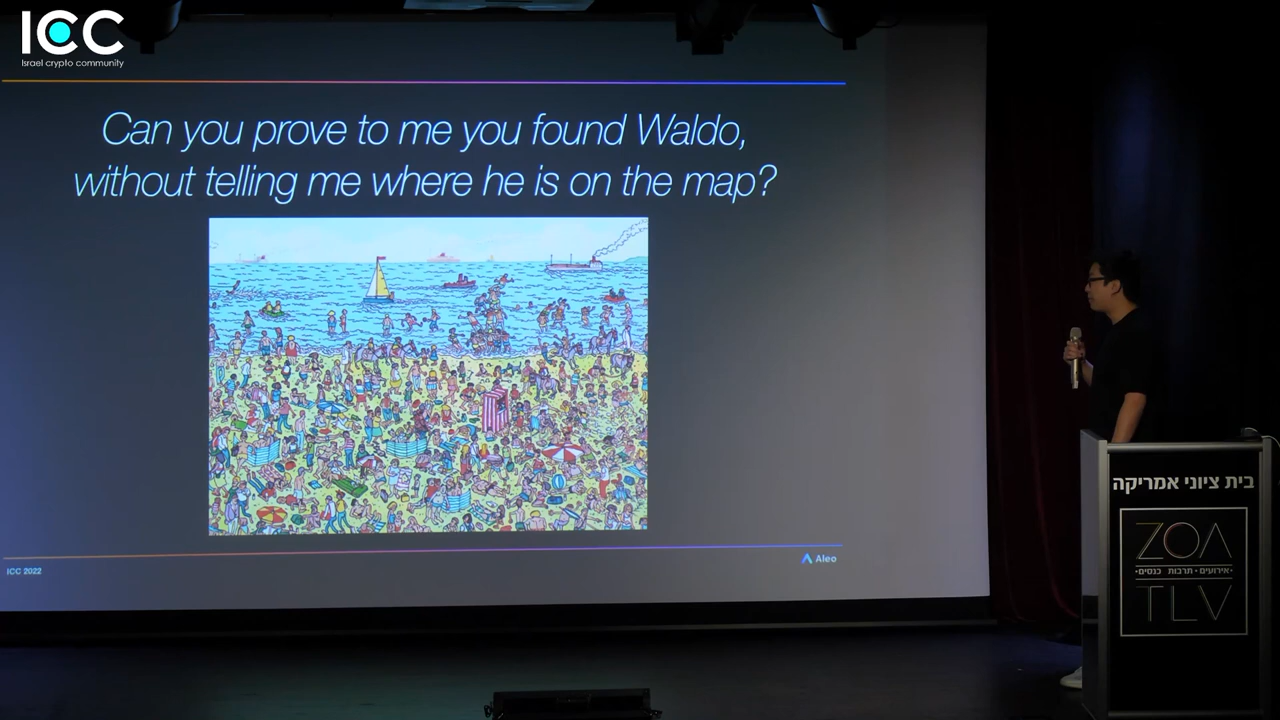 ICC
Israel crypto community
Can you prove to me you found Waldo,
without telling me where he is on the map?
ICC 2022
Aleo
בית ציוני אמריקה
ZOA
•אירועים • תרבות • כנסים•
TLV